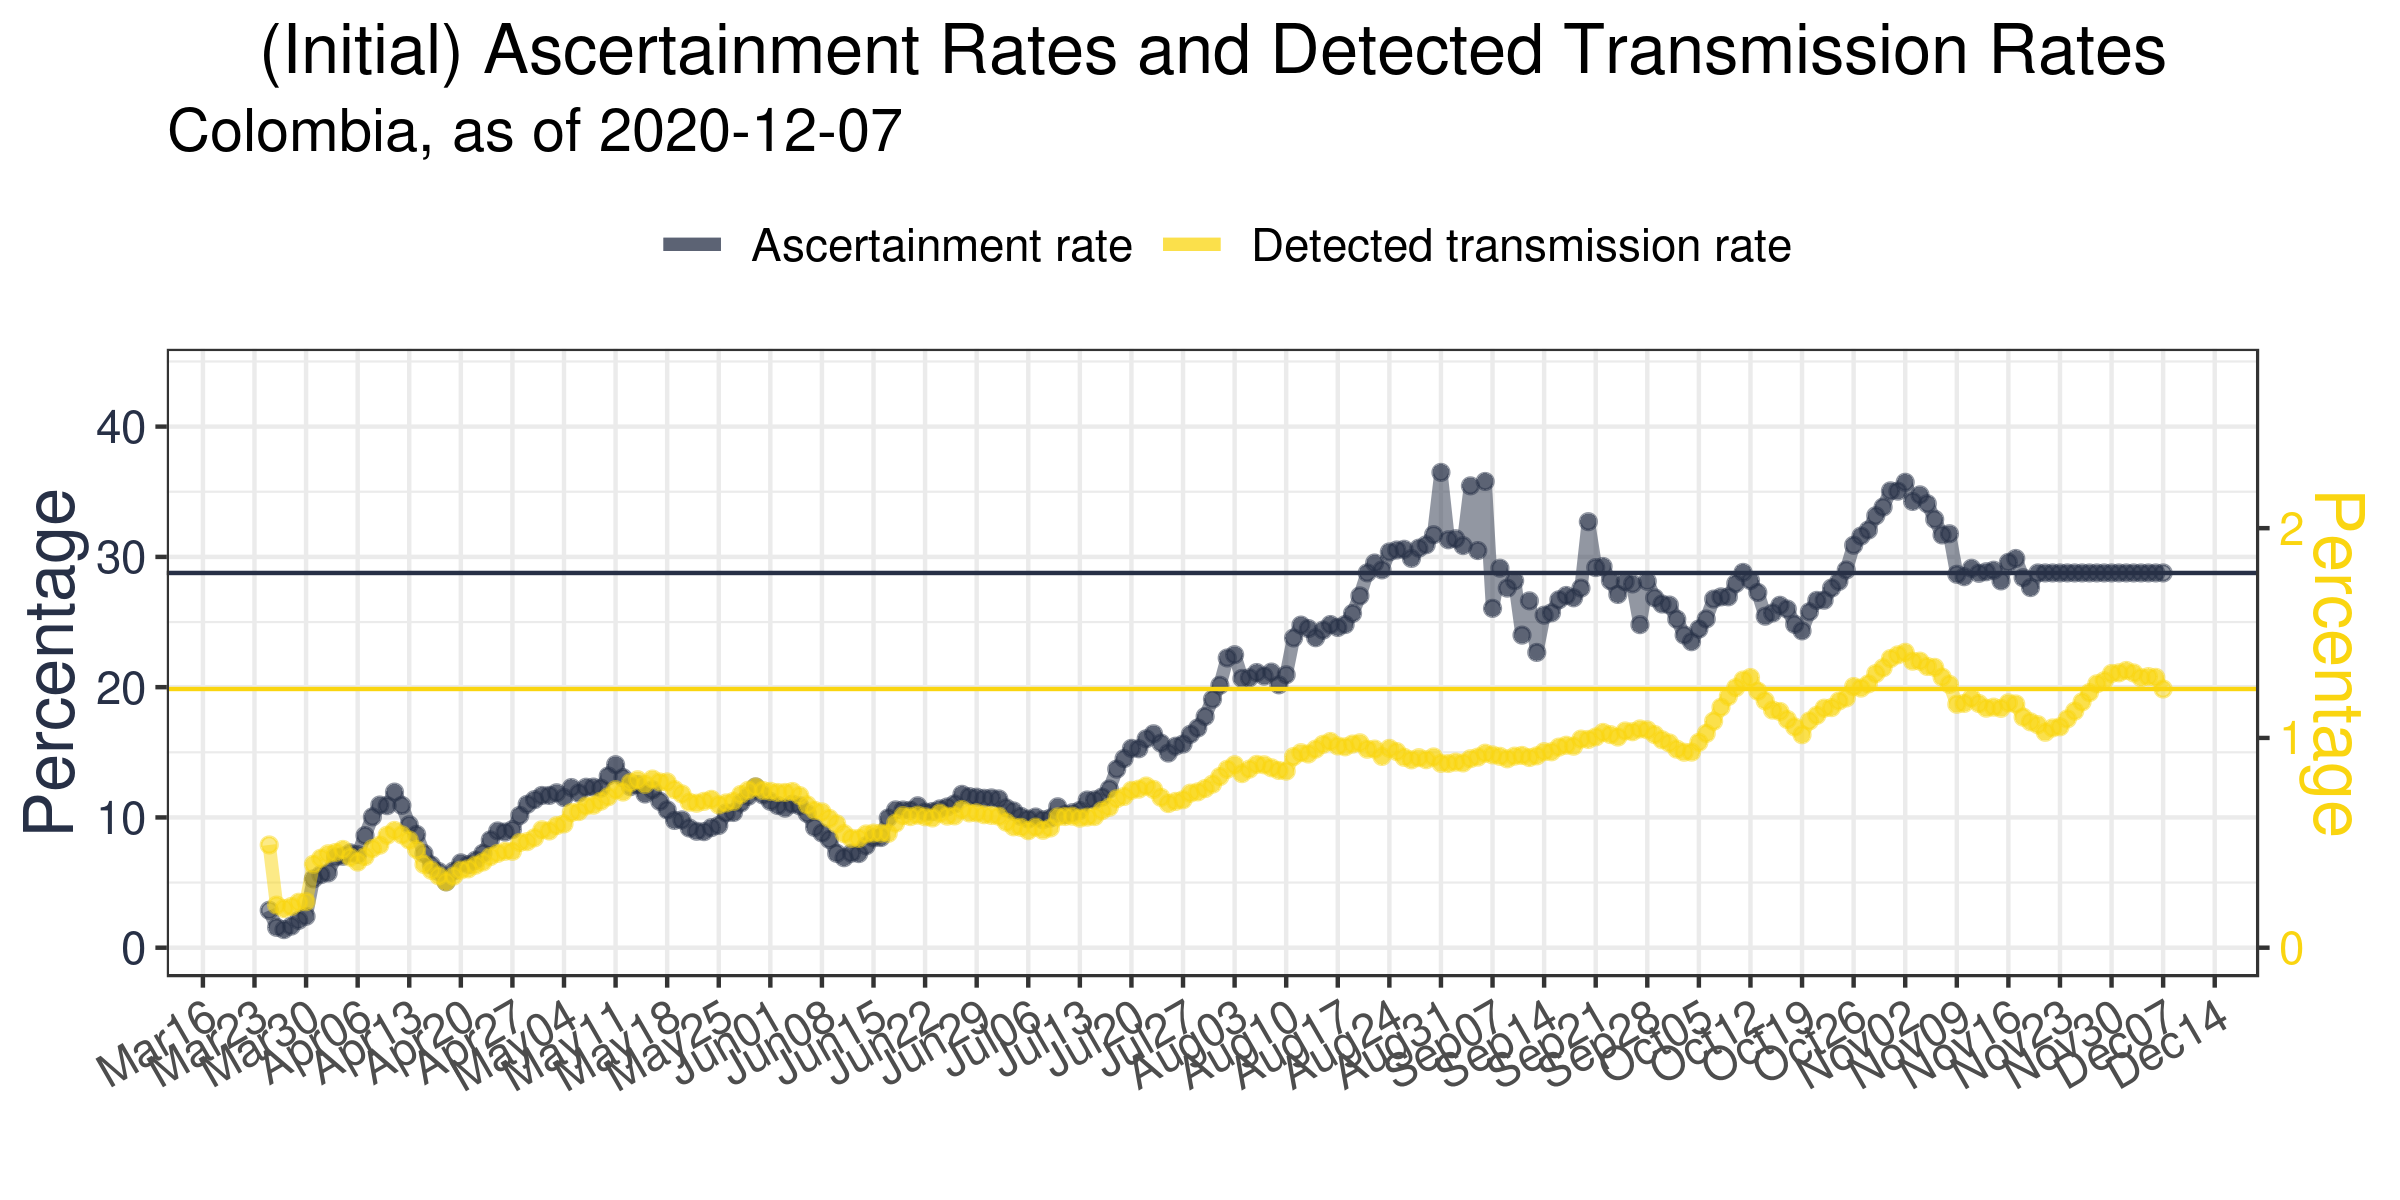 (Initial) Ascertainment Rates and Detected Transmission Rates
Colombia, as of 2020-12-07
Ascertainment rate Detected transmission rate
Percentage
40
30
20
10
0
2
1
0
Percentage
Mar16
Mar23
Mar30
Apr06
Apr13
Apr20
Apr27
May04
May11
May18
May25
Jun01
Jun08
Jun15
Jun22
Jun29
Jul06
Jul13
Jul20
Jul27
Aug03
Aug10
Aug17
Aug24
Aug31
Sep07
Sep14
Sep21
Sep28
Oct05
Oct12
Oct19
Oct26
Nov02
Nov09
Nov16
Nov23
Nov30
Dec07
Dec14